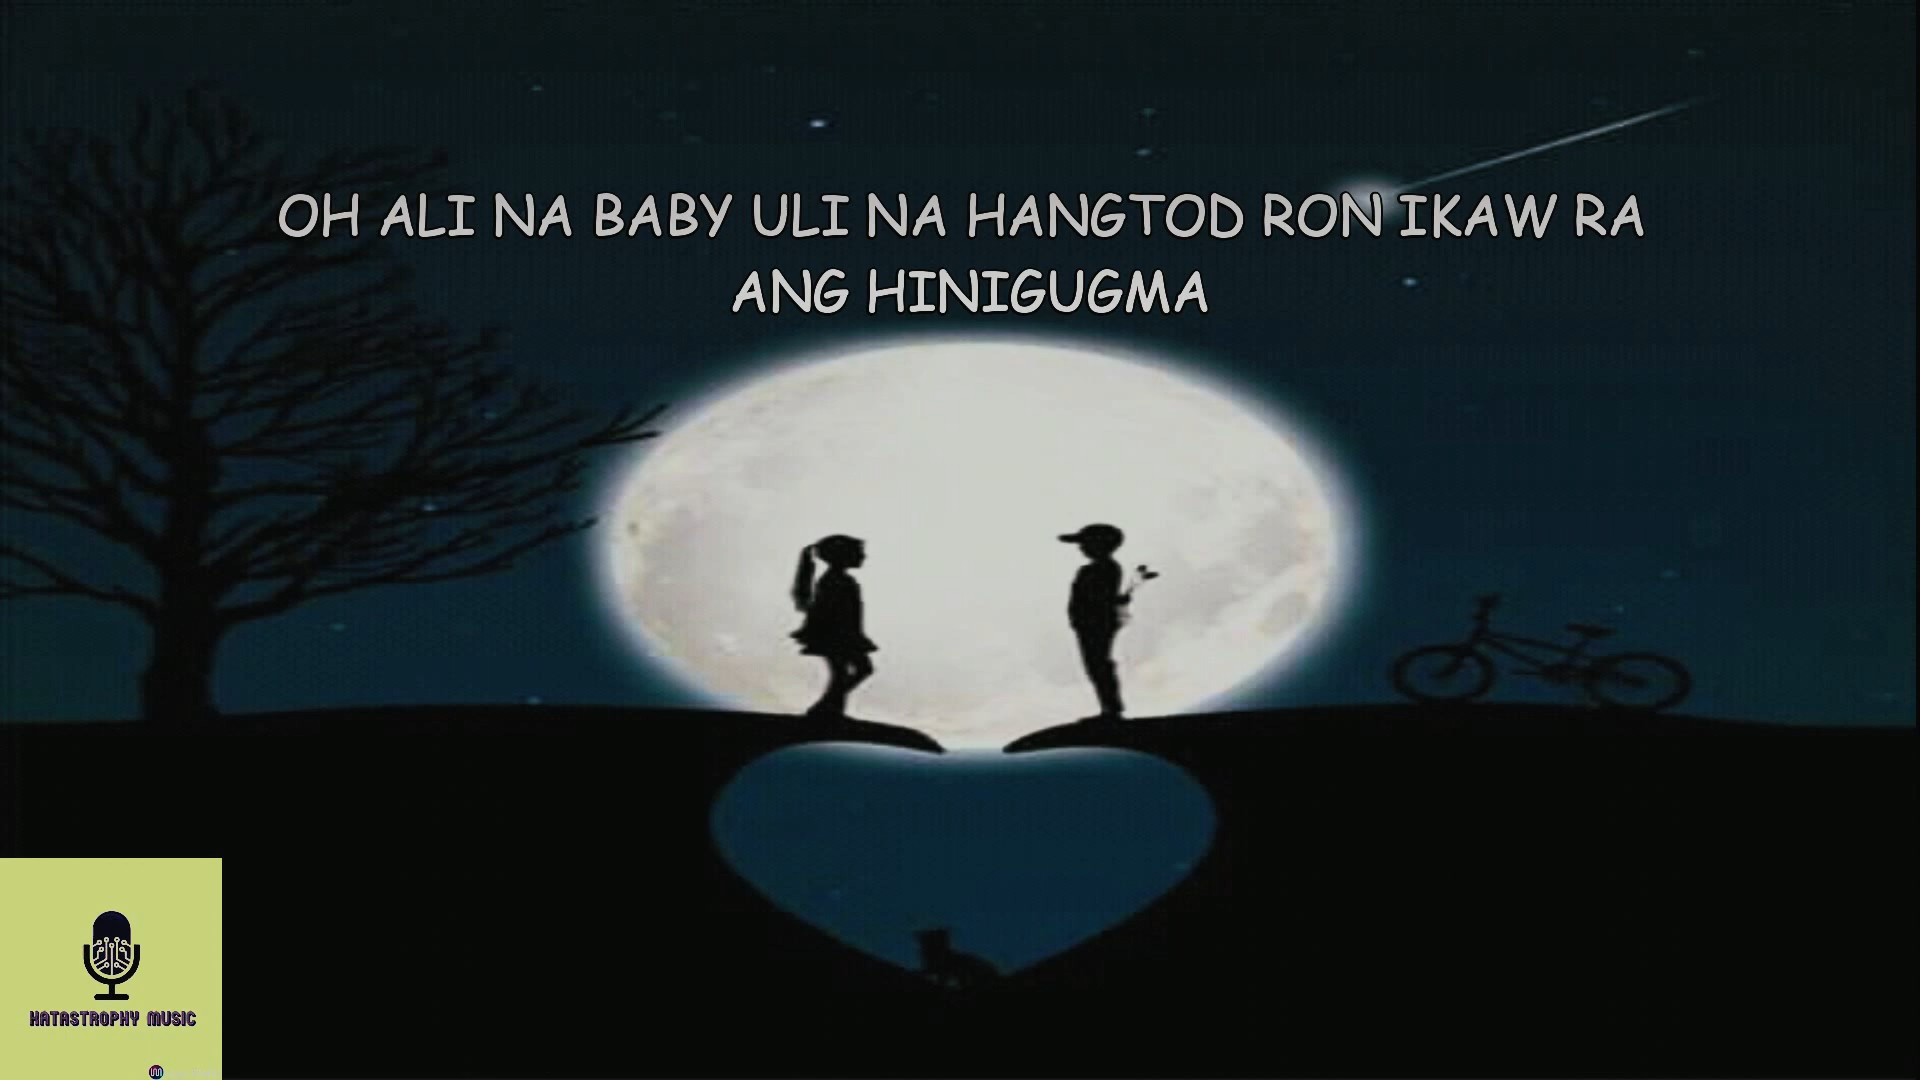 OH ALI NA BABY ULI NA HANGTOD RON IKAW RA
ANG HINIGUGMA
KATASTROPHY MUSIC